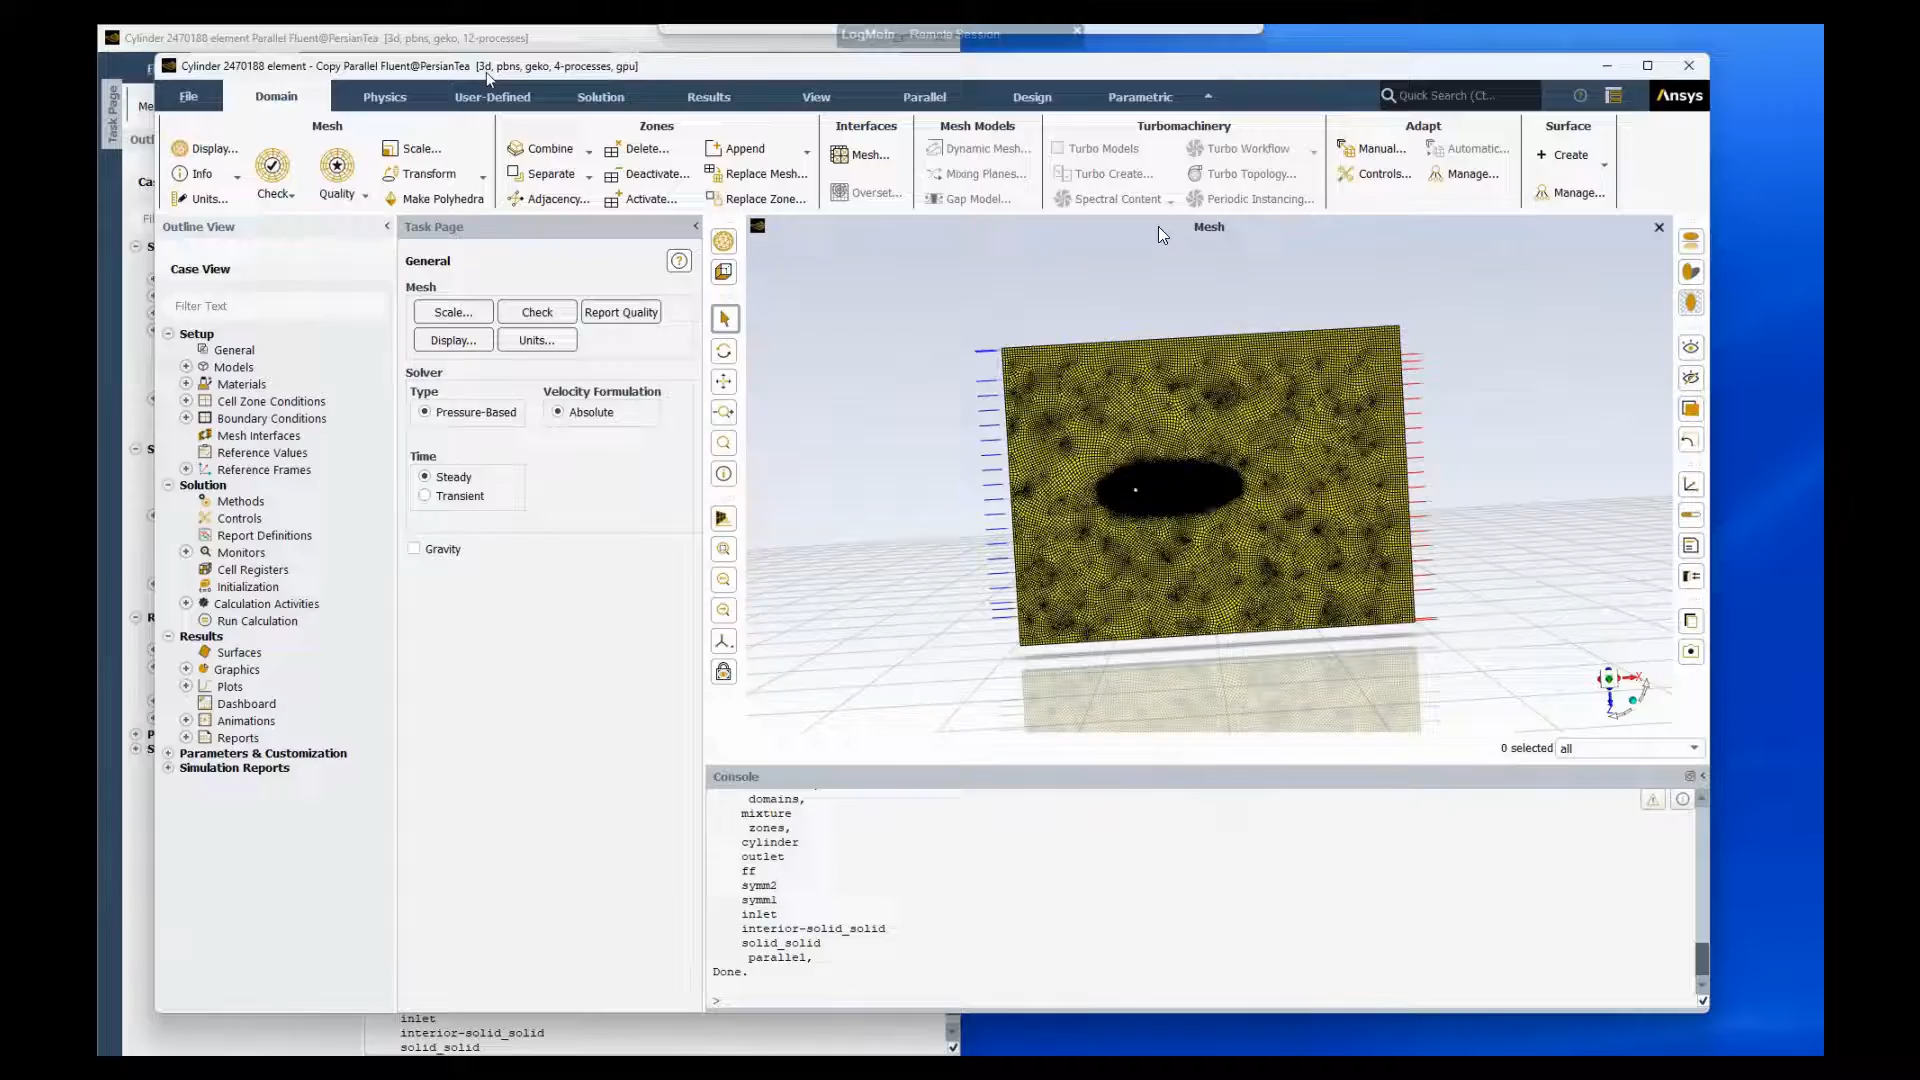 Cylinder 2470188 element Parallel Fluent@PersianTea [3d, pbns, geko, 12-processes]
LogMeIn - Remote Session
Cylinder 2470188 element - Copy Parallel Fluent@PersianTea [3d, pbns, geko, 4-processes, gpu]
File
Domain
Physics
User-Defined
Solution
Results
View
Parallel
Design
Parametric
Quick Search (Ct...
Ansys
Task Page
Mesh
Display...
Info
Units...
Check
Quality
Scale...
Transform
Make Polyhedra
Zones
Combine
Separate
Adjacency...
Delete...
Deactivate...
Activate...
Append
Replace Mesh...
Replace Zone...
Interfaces
Mesh...
Overset...
Mesh Models
Dynamic Mesh...
Mixing Planes...
Gap Model...
Turbomachinery
Turbo Models
Turbo Create...
Spectral Content
Turbo Workflow
Turbo Topology...
Periodic Instancing...
Adapt
Manual...
Controls...
Automatic...
Manage...
Surface
Create
Manage...
Outline View
Case View
Filter Text
Setup
General
Models
Materials
Cell Zone Conditions
Boundary Conditions
Mesh Interfaces
Reference Values
Reference Frames
Solution
Methods
Controls
Report Definitions
Monitors
Cell Registers
Initialization
Calculation Activities
Run Calculation
Results
Surfaces
Graphics
Plots
Dashboard
Animations
Reports
Parameters & Customization
Simulation Reports
Task Page
General
Mesh
Scale...
Check
Report Quality
Display...
Units...
Solver
Type
Pressure-Based
Velocity Formulation
Absolute
Time
Steady
Transient
Gravity
Mesh
X
0 selected
all
Console
domains,
mixture
zones,
cylinder
outlet
ff
symm2
symm1
inlet
interior-solid_solid
solid_solid
parallel,
Done.
>
inlet
interior-solid_solid
solid_solid